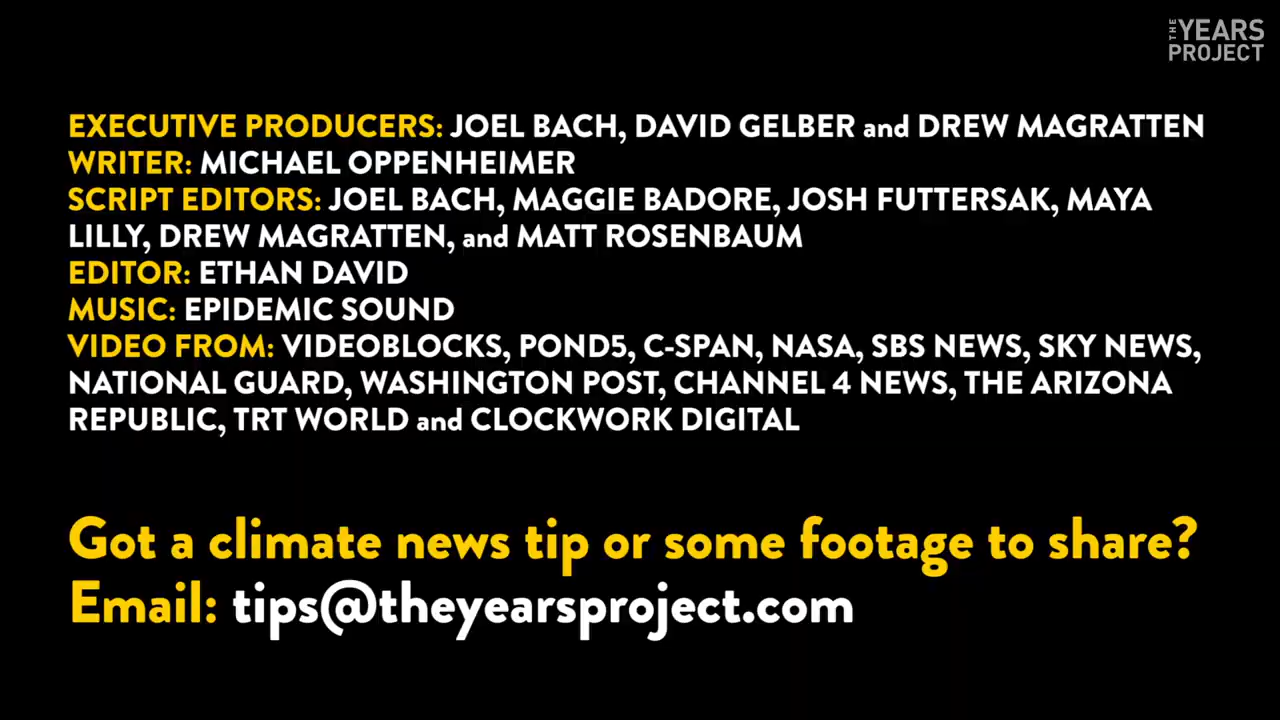 THE YEARS
PROJECT
EXECUTIVE PRODUCERS: JOEL BACH, DAVID GELBER and DREW MAGRATTEN
WRITER: MICHAEL OPPENHEIMER
SCRIPT EDITORS: JOEL BACH, MAGGIE BADORE, JOSH FUTTERSAK, MAYA
LILLY, DREW MAGRATTEN, and MATT ROSENBAUM
EDITOR: ETHAN DAVID
MUSIC: EPIDEMIC SOUND
VIDEO FROM: VIDEOBLOCKS, POND5, C-SPAN, NASA, SBS NEWS, SKY NEWS,
NATIONAL GUARD, WASHINGTON POST, CHANNEL 4 NEWS, THE ARIZONA
REPUBLIC, TRT WORLD and CLOCKWORK DIGITAL
Got a climate news tip or some footage to share?
Email: tips@theyearsproject.com